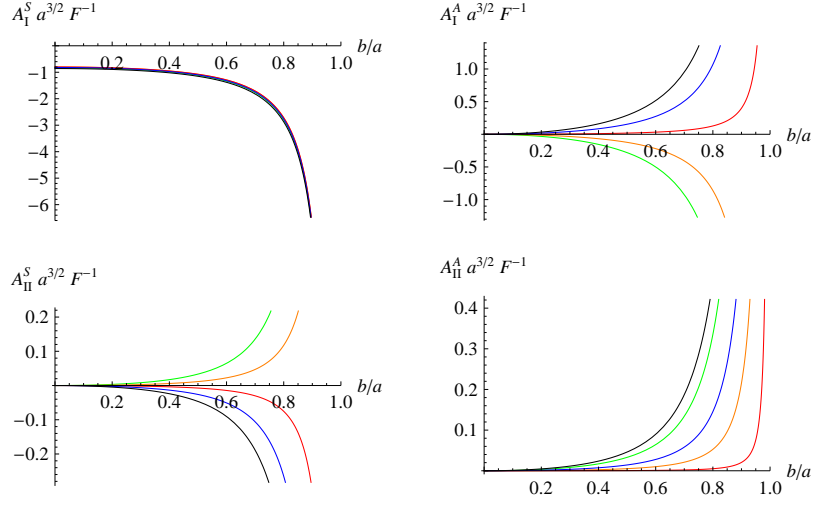 A_I^S a^{3/2} F^{-1}
b/a
0.2 0.4 0.6 0.8 1.0
−1
−2
−3
−4
−5
−6
A_I^A a^{3/2} F^{-1}
1.0
0.5
b/a
0.2 0.4 0.6 0.8 1.0
−0.5
−1.0
A_II^S a^{3/2} F^{-1}
0.2
0.1
b/a
0.2 0.4 0.6 0.8 1.0
−0.1
−0.2
A_II^A a^{3/2} F^{-1}
0.4
0.3
0.2
0.1
b/a
0.2 0.4 0.6 0.8 1.0